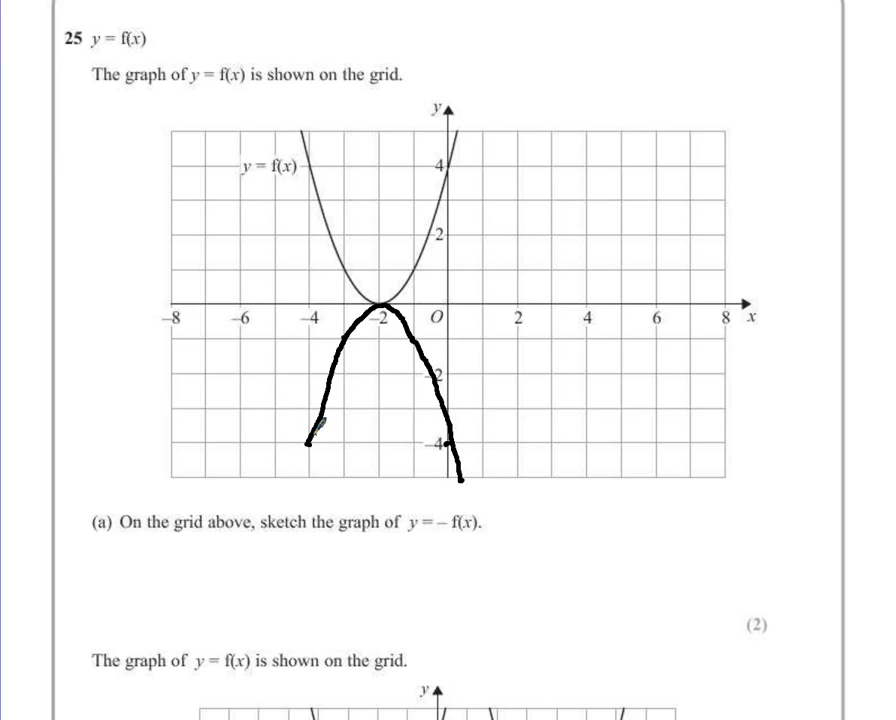 25 y = f(x)
The graph of y = f(x) is shown on the grid.
y
y = f(x)
4
2
–8 –6 –4 –2 O 2 4 6 8 x
–2
–4
(a) On the grid above, sketch the graph of y = – f(x).
(2)
The graph of y = f(x) is shown on the grid.
y